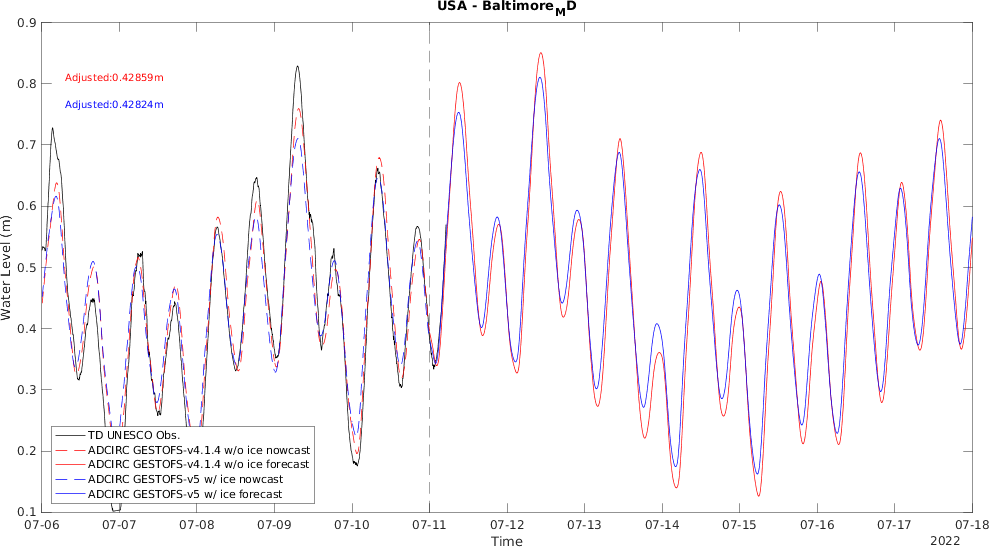 USA - Baltimore_MD
0.9
0.8
0.7
0.6
0.5
0.4
0.3
0.2
0.1
Water Level (m)
Adjusted:0.42859m
Adjusted:0.42824m
TD UNESCO Obs.
ADCIRC GESTOFS-v4.1.4 w/o ice nowcast
ADCIRC GESTOFS-v4.1.4 w/o ice forecast
ADCIRC GESTOFS-v5 w/ ice nowcast
ADCIRC GESTOFS-v5 w/ ice forecast
07-06 07-07 07-08 07-09 07-10 07-11 07-12 07-13 07-14 07-15 07-16 07-17 07-18
Time
2022